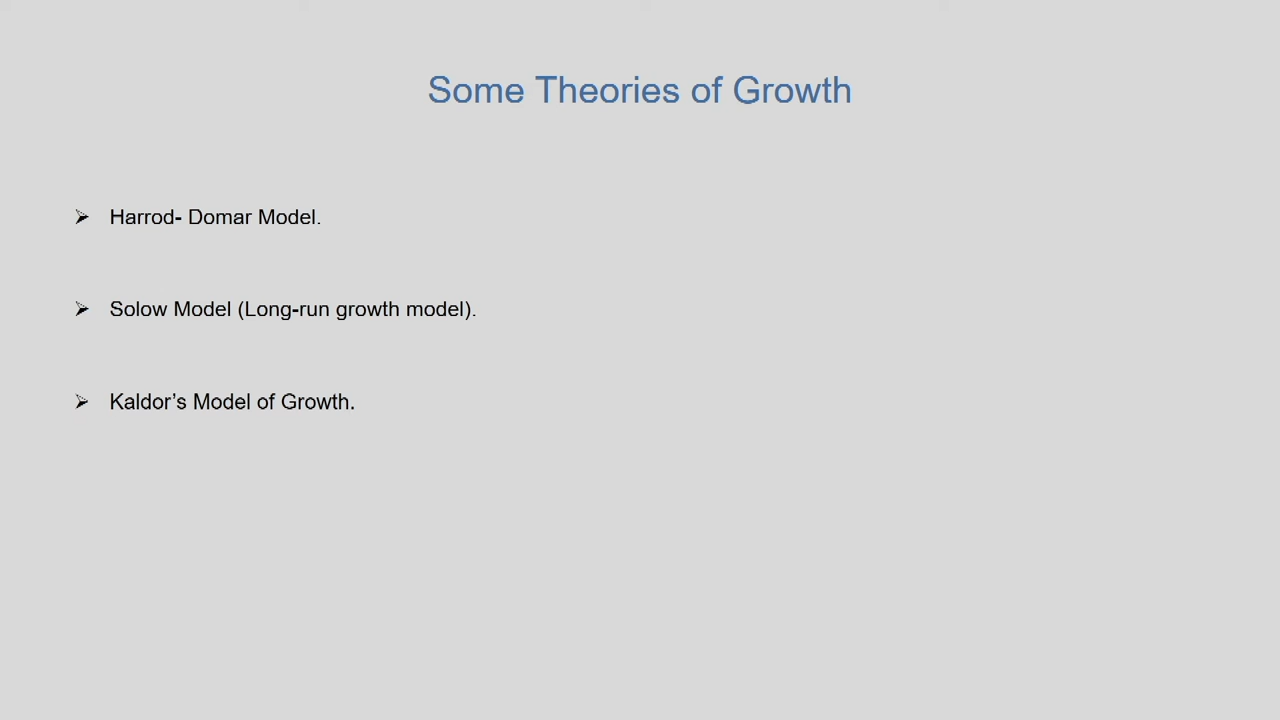 Some Theories of Growth
➢ Harrod- Domar Model.
➢ Solow Model (Long-run growth model).
➢ Kaldor’s Model of Growth.